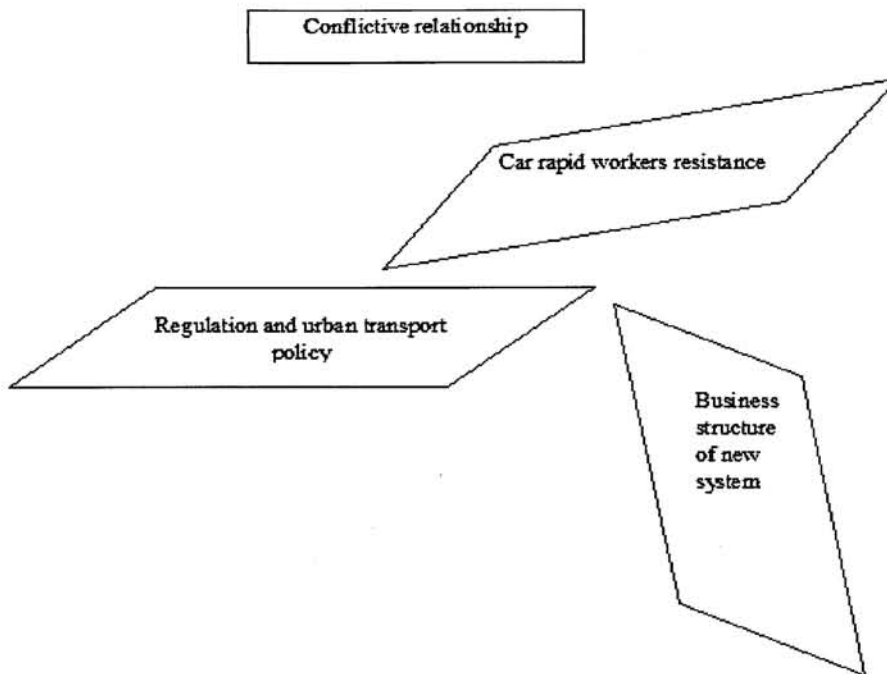 Conflictive relationship
Car rapid workers resistance
Regulation and urban transport
policy
Business
structure
of new
system